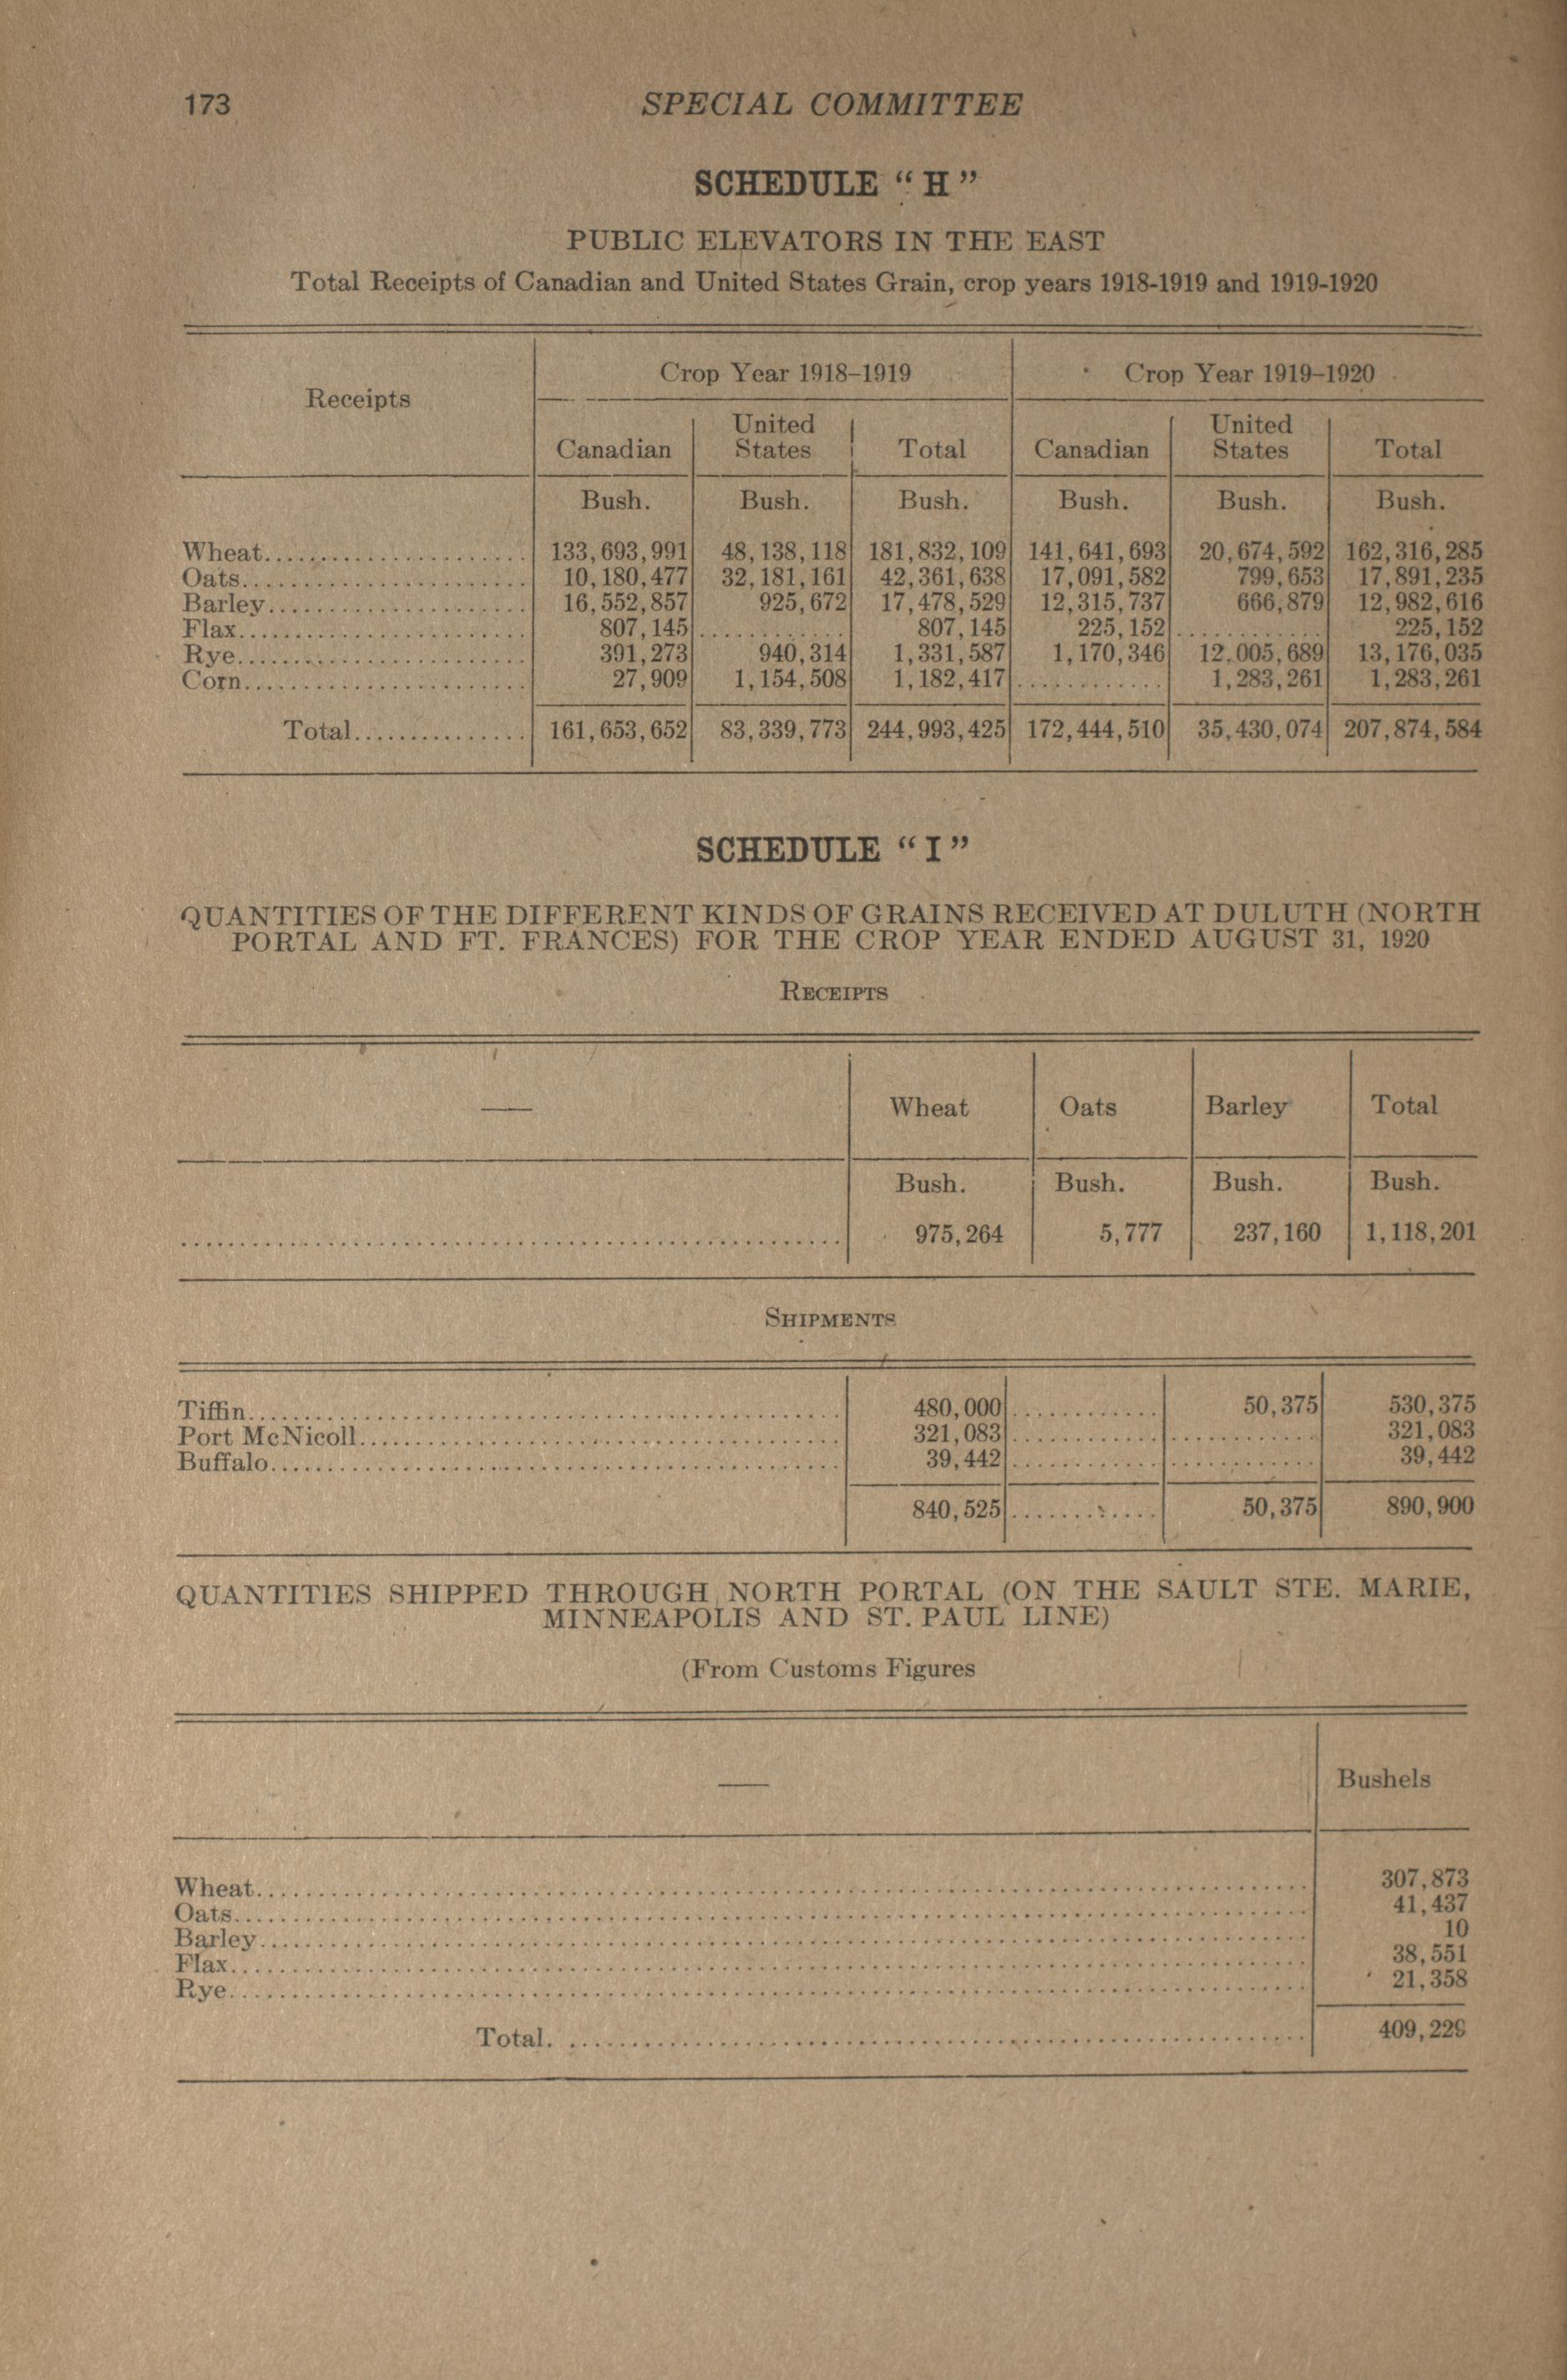 173 SPECIAL COMMITTEE
SCHEDULE “H”
PUBLIC ELEVATORS IN THE EAST
Total Receipts of Canadian and United States Grain, crop years 1918-1919 and 1919-1920
Receipts Crop Year 1918–1919 Crop Year 1919–1920
Canadian United States Total Canadian United States Total
Bush. Bush. Bush. Bush. Bush. Bush.
Wheat 133,693,991 48,138,118 181,832,109 141,641,693 20,674,592 162,316,285
Oats 10,180,477 32,181,161 42,361,638 17,091,582 799,653 17,891,235
Barley 16,552,857 925,672 17,478,529 12,315,737 666,879 12,982,616
Flax 807,145 ............ 807,145 225,152 ............ 225,152
Rye 391,273 940,314 1,331,587 1,170,346 12,005,689 13,176,035
Corn 27,909 1,154,508 1,182,417 ............ 1,283,261 1,283,261
Total 161,653,652 83,339,773 244,993,425 172,444,510 35,430,074 207,874,584
SCHEDULE “I”
QUANTITIES OF THE DIFFERENT KINDS OF GRAINS RECEIVED AT DULUTH (NORTH
PORTAL AND FT. FRANCES) FOR THE CROP YEAR ENDED AUGUST 31, 1920
RECEIPTS
— Wheat Oats Barley Total
Bush. Bush. Bush. Bush.
975,264 5,777 237,160 1,118,201
SHIPMENTS
Tiffin 480,000 ............ 50,375 530,375
Port McNicoll 321,083 ............ ............ 321,083
Buffalo 39,442 ............ ............ 39,442
840,525 ............ 50,375 890,900
QUANTITIES SHIPPED THROUGH NORTH PORTAL (ON THE SAULT STE. MARIE,
MINNEAPOLIS AND ST. PAUL LINE)
(From Customs Figures
— Bushels
Wheat 307,873
Oats 41,437
Barley 10
Flax 38,551
Rye 21,358
Total 409,229